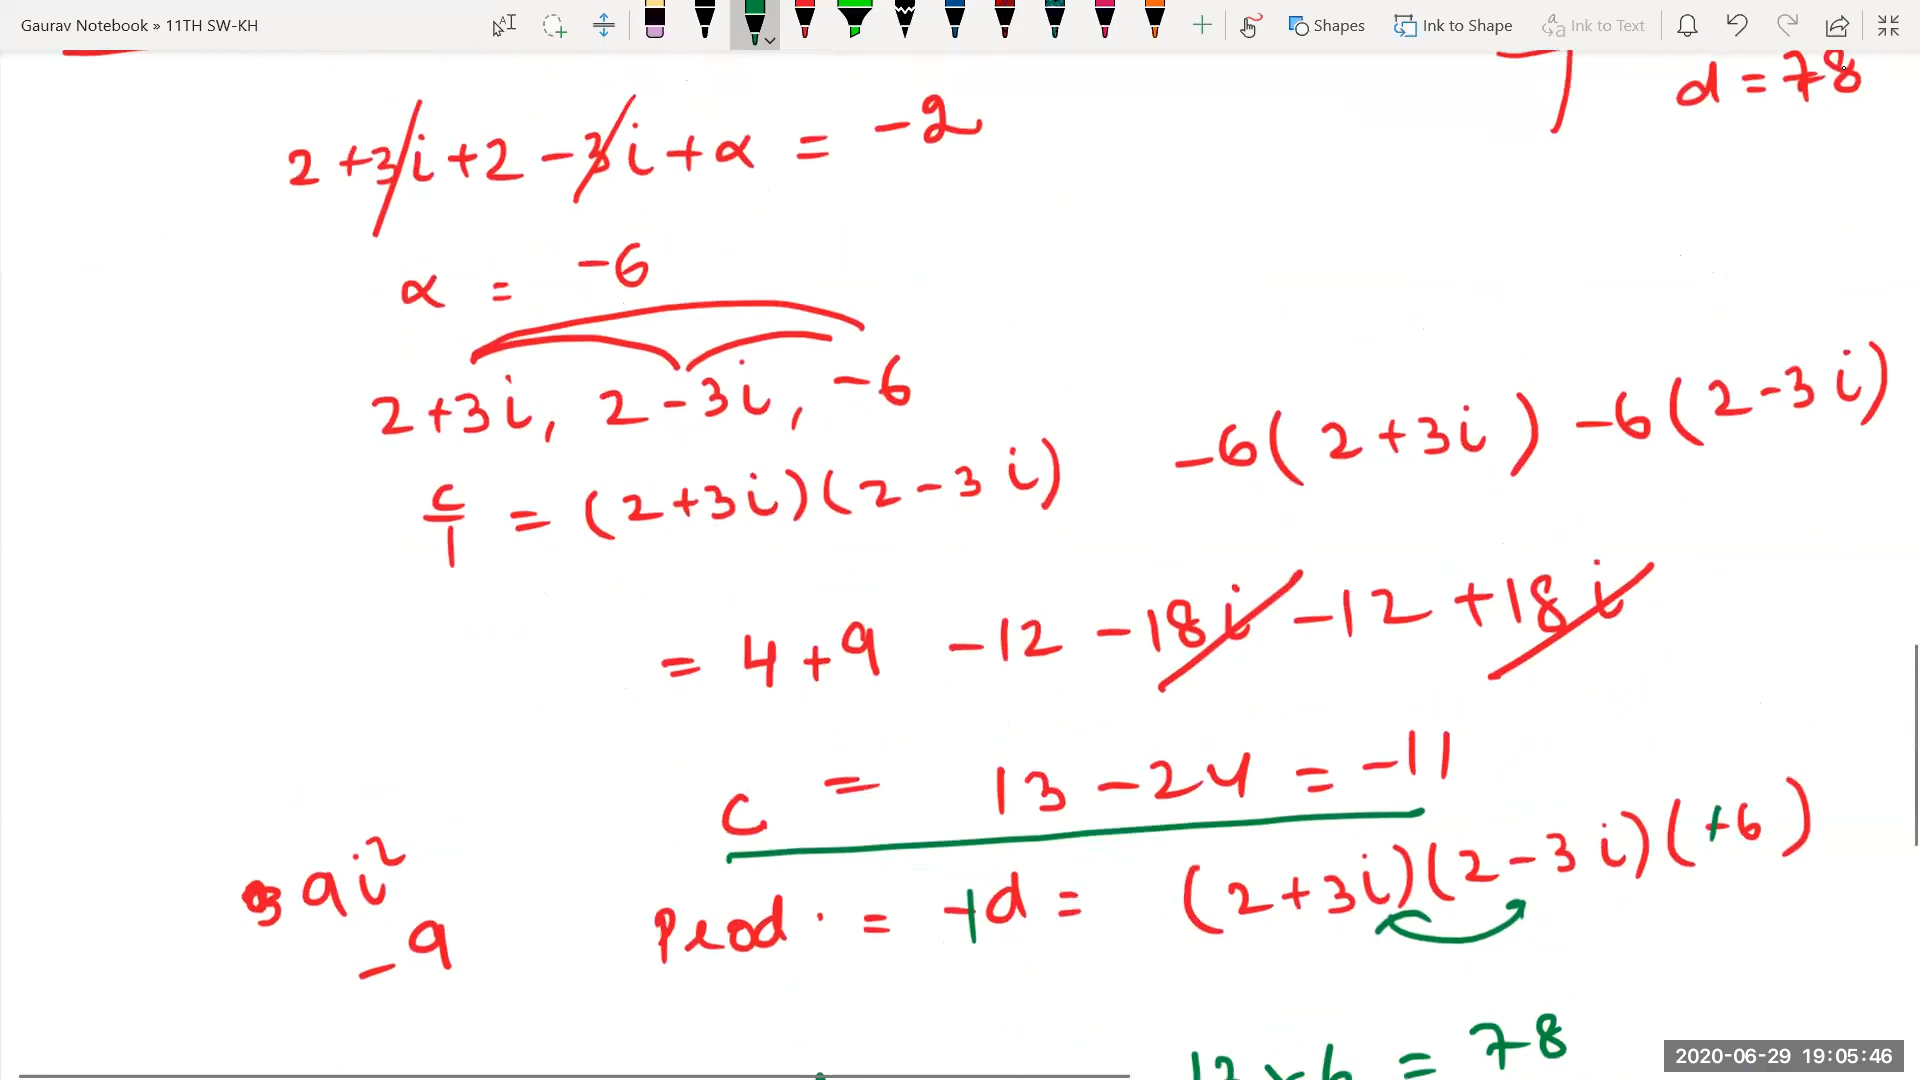 Gaurav Notebook » 11TH SW-KH
Shapes Ink to Shape Ink to Text
d = 78
2 + 3i + 2 - 3i + α = -2
α = -6
2+3i, 2-3i, -6
c/1 = (2+3i)(2-3i) -6(2+3i) -6(2-3i)
= 4+9 -12 -18i -12 +18i
c = 13 - 24 = -11
9i²
-9
Prod. = +d = (2+3i)(2-3i)(+6)
13 × 6 = 78
2020-06-29 19:05:46